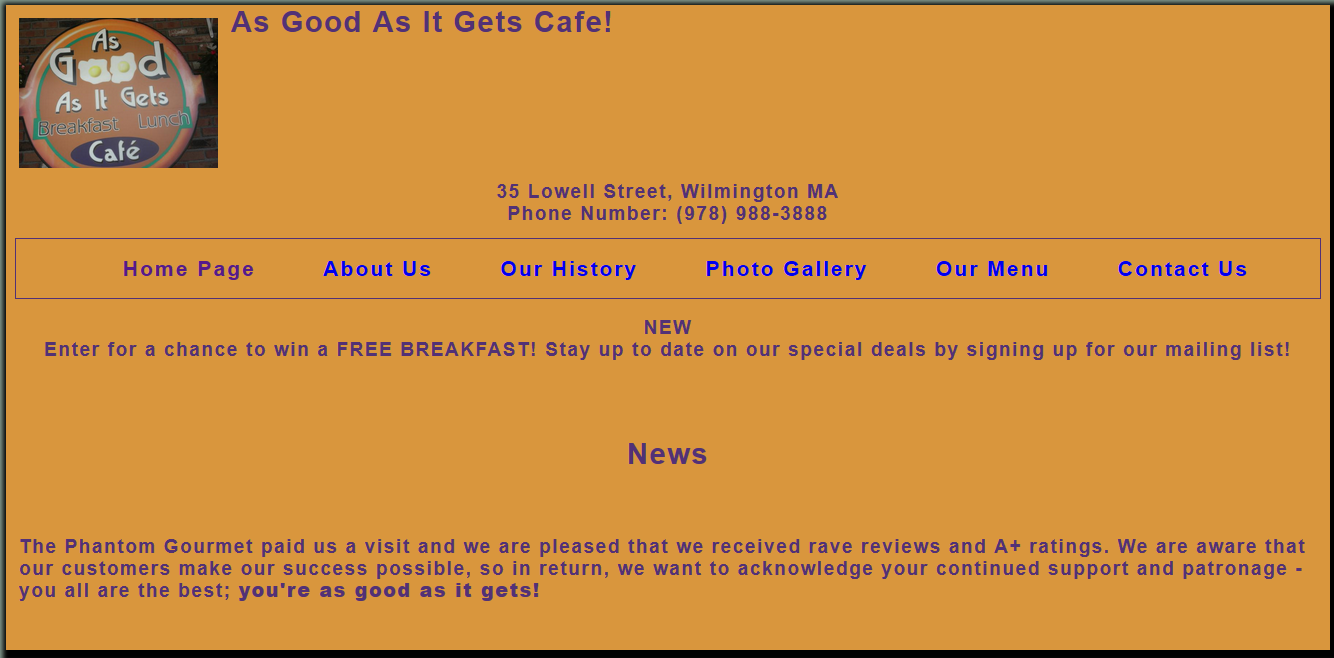 As
Good
As It Gets
Breakfast Lunch
Café
As Good As It Gets Cafe!
35 Lowell Street, Wilmington MA
Phone Number: (978) 988-3888
Home Page About Us Our History Photo Gallery Our Menu Contact Us
NEW
Enter for a chance to win a FREE BREAKFAST! Stay up to date on our special deals by signing up for our mailing list!
News
The Phantom Gourmet paid us a visit and we are pleased that we received rave reviews and A+ ratings. We are aware that
our customers make our success possible, so in return, we want to acknowledge your continued support and patronage -
you all are the best; you're as good as it gets!